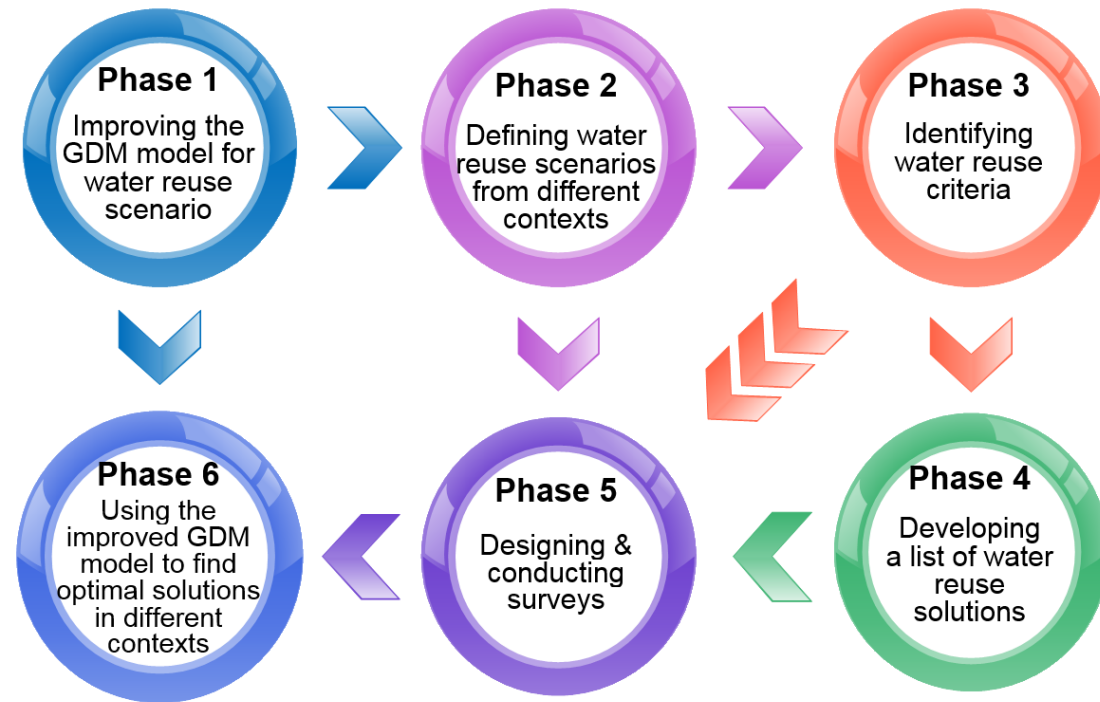 Phase 1
Improving the
GDM model for
water reuse
scenario
Phase 2
Defining water
reuse scenarios
from different
contexts
Phase 3
Identifying
water reuse
criteria
Phase 4
Developing
a list of water
reuse
solutions
Phase 5
Designing &
conducting
surveys
Phase 6
Using the
improved GDM
model to find
optimal solutions
in different
contexts